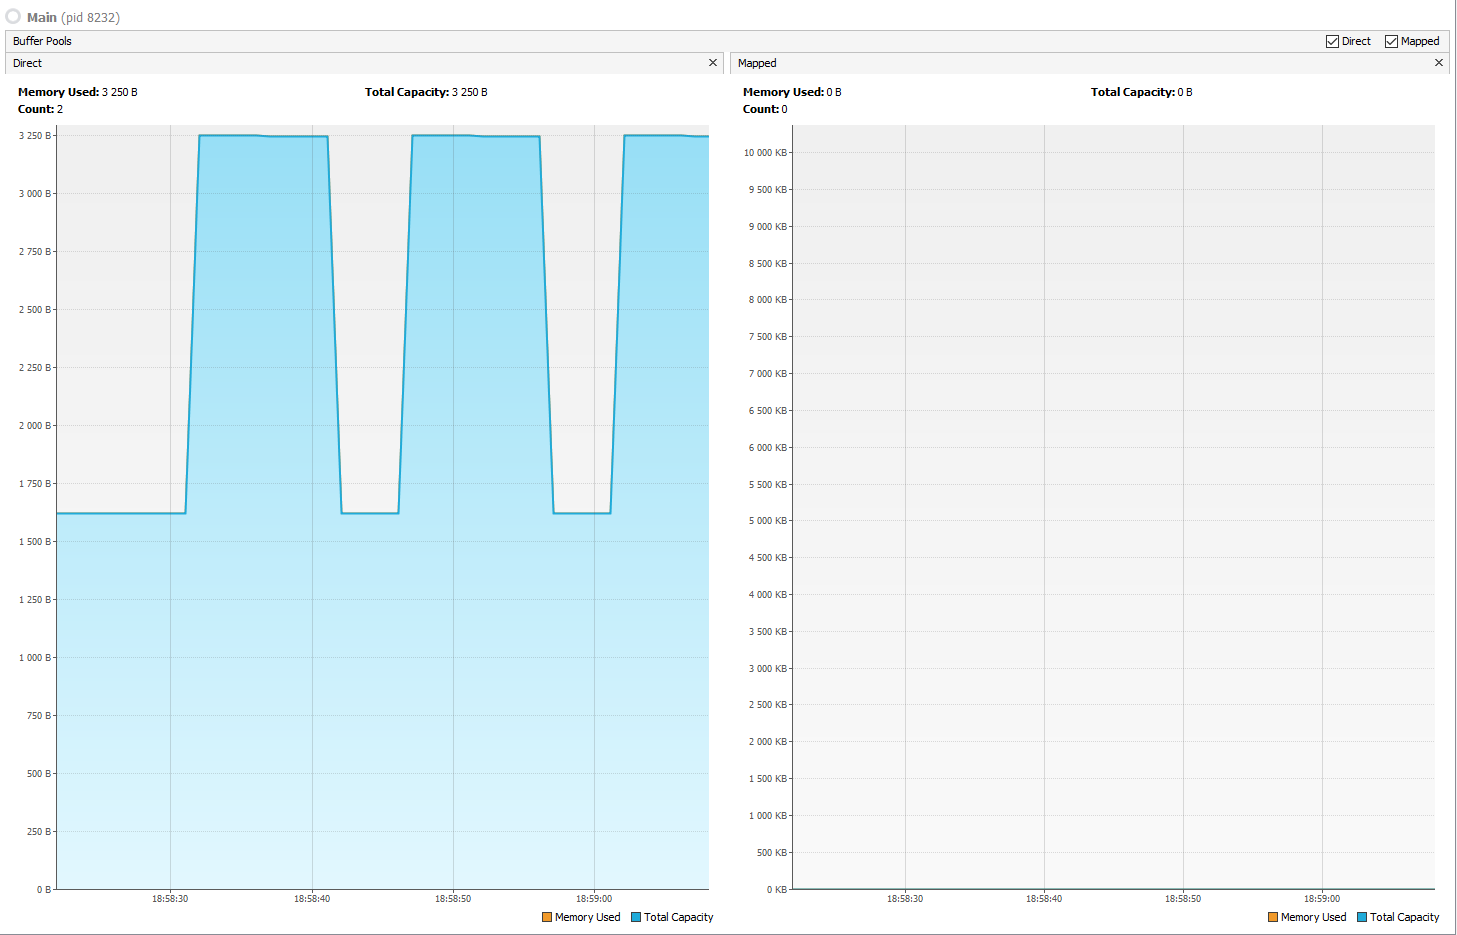 Main (pid 8232)
Buffer Pools
Direct
Mapped
Direct
Memory Used: 3 250 B
Total Capacity: 3 250 B
Count: 2
3 250 B
3 000 B
2 750 B
2 500 B
2 250 B
2 000 B
1 750 B
1 500 B
1 250 B
1 000 B
750 B
500 B
250 B
0 B
18:58:30
18:58:40
18:58:50
18:59:00
Memory Used
Total Capacity
Mapped
Memory Used: 0 B
Total Capacity: 0 B
Count: 0
10 000 KB
9 500 KB
9 000 KB
8 500 KB
8 000 KB
7 500 KB
7 000 KB
6 500 KB
6 000 KB
5 500 KB
5 000 KB
4 500 KB
4 000 KB
3 500 KB
3 000 KB
2 500 KB
2 000 KB
1 500 KB
1 000 KB
500 KB
0 KB
18:58:30
18:58:40
18:58:50
18:59:00
Memory Used
Total Capacity